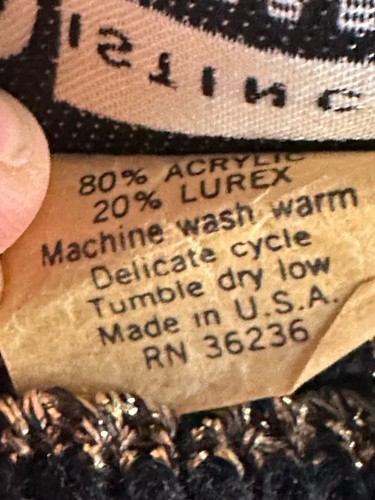 80% ACRYLIC
20% LUREX
Machine wash warm
Delicate cycle
Tumble dry low
Made in U.S.A.
RN 36236